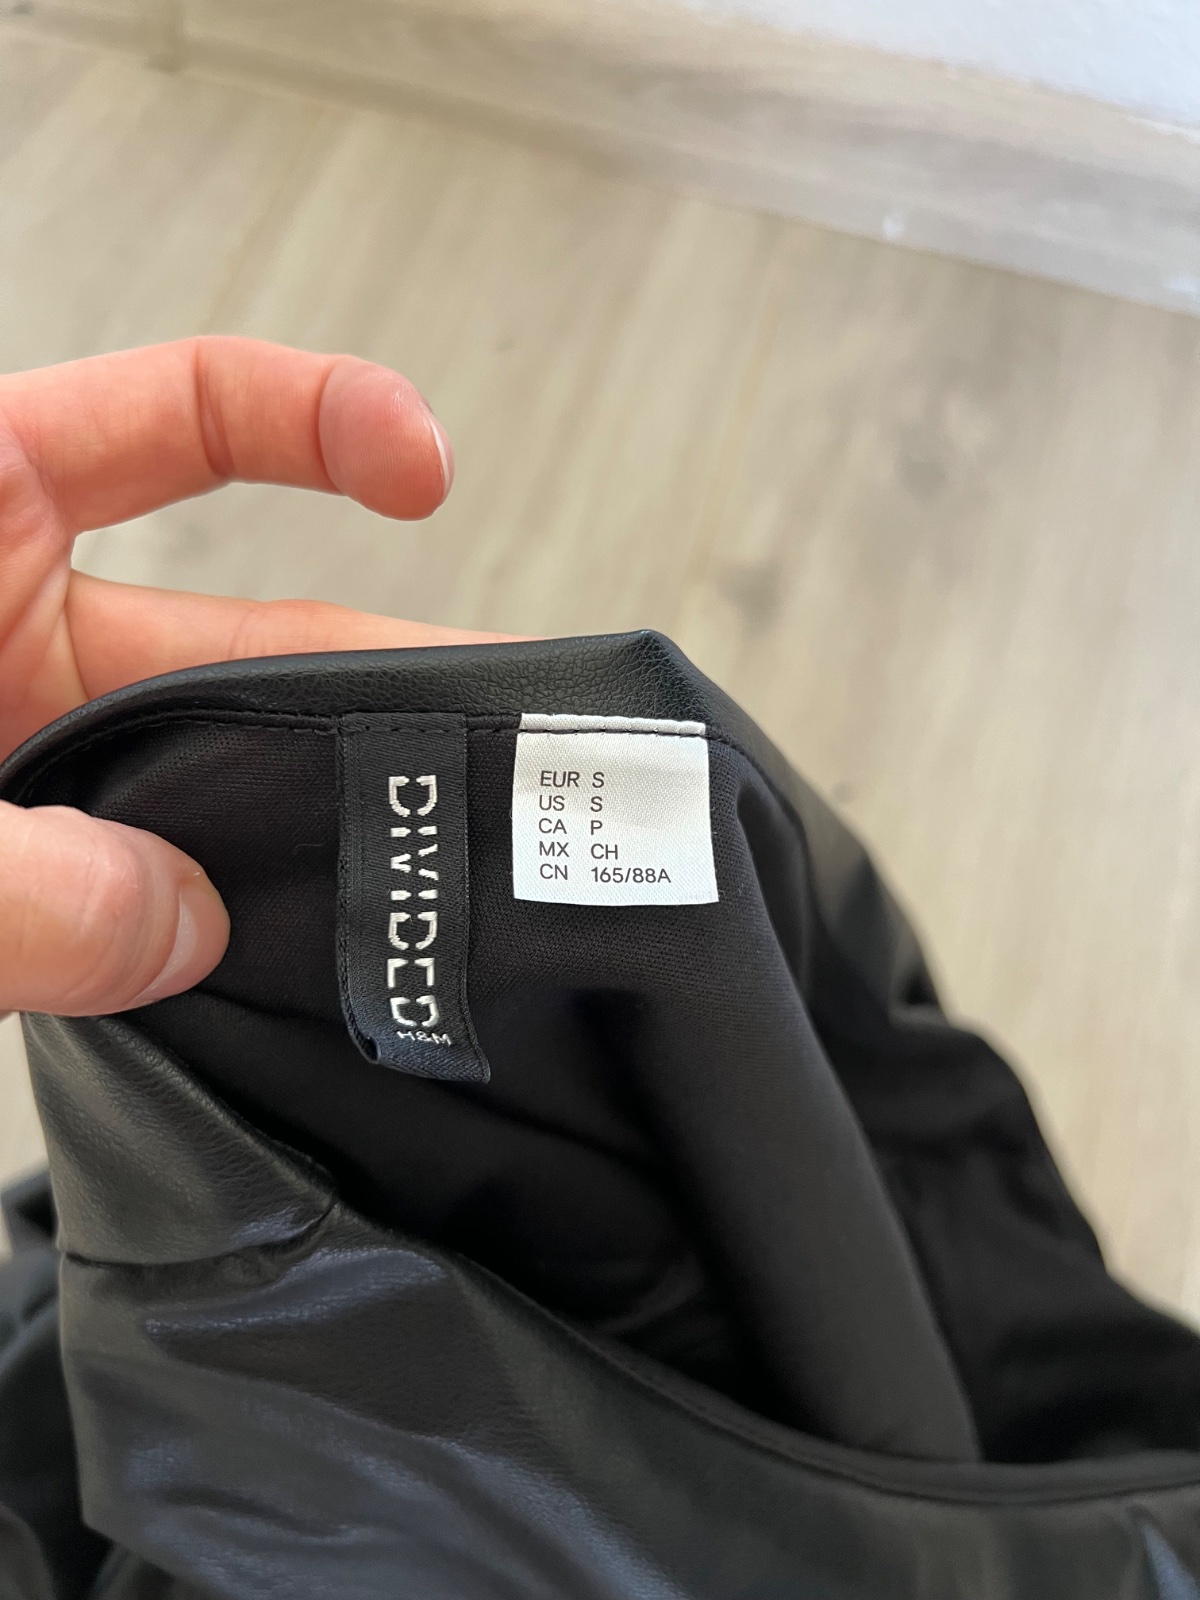 DIVIDED
H&M
EUR S
US S
CA P
MX CH
CN 165/88A